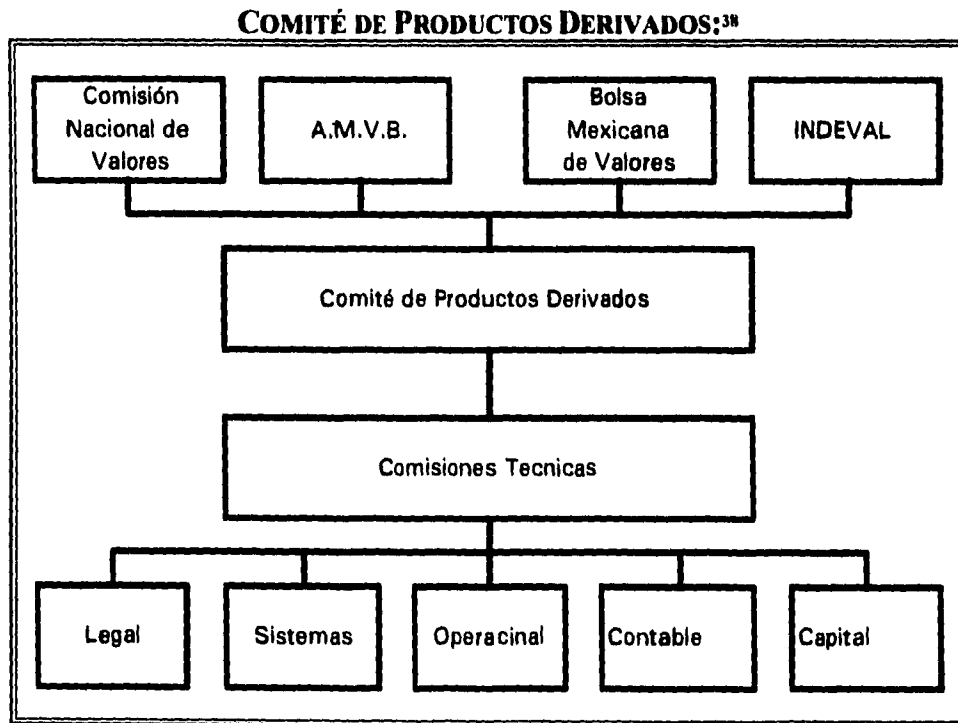 COMITÉ DE PRODUCTOS DERIVADOS:38
Comisión
Nacional de
Valores
A.M.V.B.
Bolsa
Mexicana
de Valores
INDEVAL
Comité de Productos Derivados
Comisiones Tecnicas
Legal
Sistemas
Operacinal
Contable
Capital